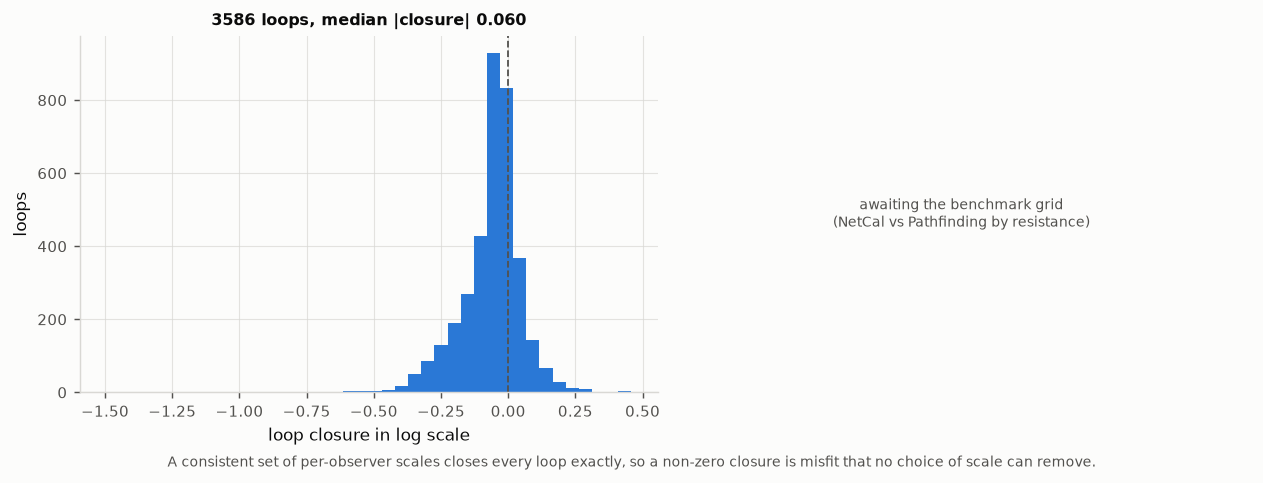 3586 loops, median |closure| 0.060
800
600
400
200
0
loops
−1.50 −1.25 −1.00 −0.75 −0.50 −0.25 0.00 0.25 0.50
loop closure in log scale
awaiting the benchmark grid
(NetCal vs Pathfinding by resistance)
A consistent set of per-observer scales closes every loop exactly, so a non-zero closure is misfit that no choice of scale can remove.